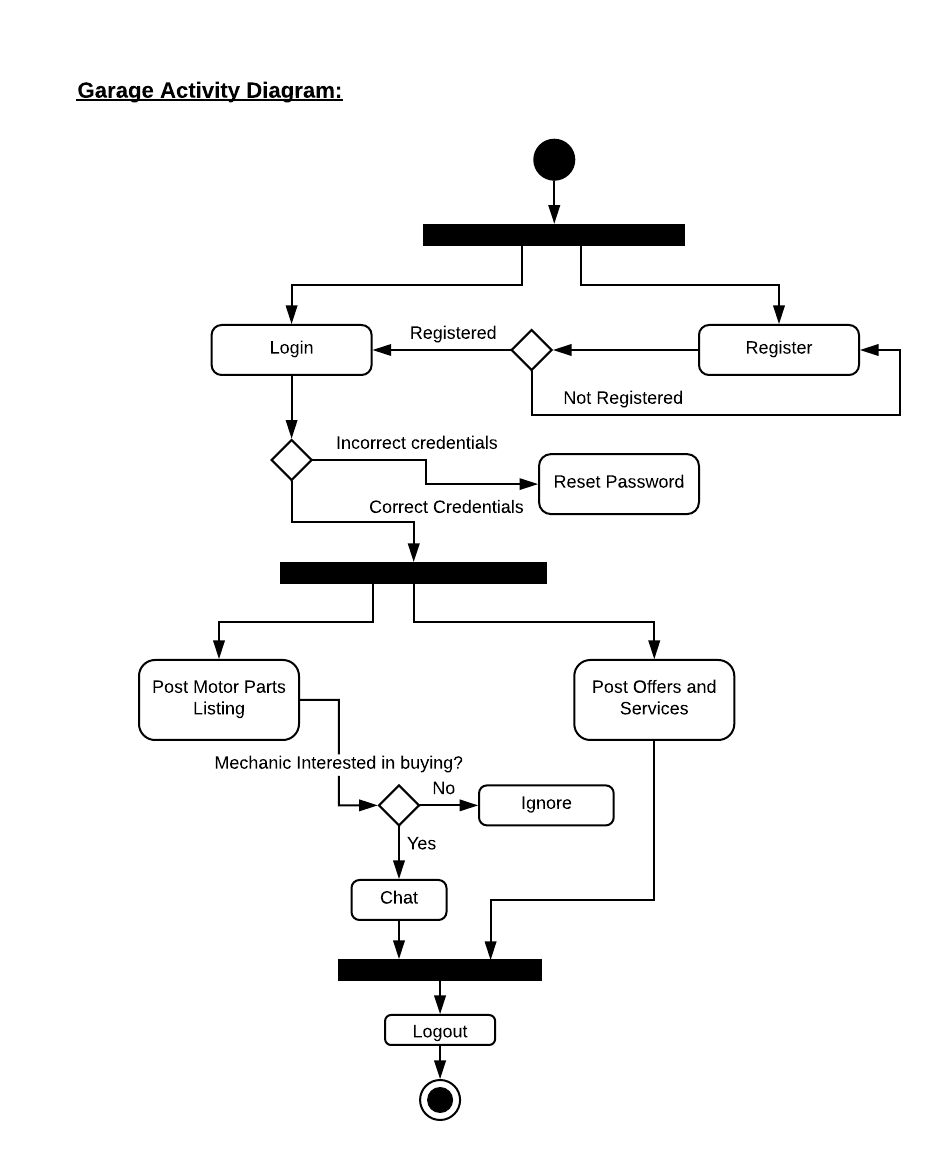 Garage Activity Diagram:
Registered
Login
Register
Not Registered
Incorrect credentials
Reset Password
Correct Credentials
Post Motor Parts
Listing
Post Offers and
Services
Mechanic Interested in buying?
No
Ignore
Yes
Chat
Logout